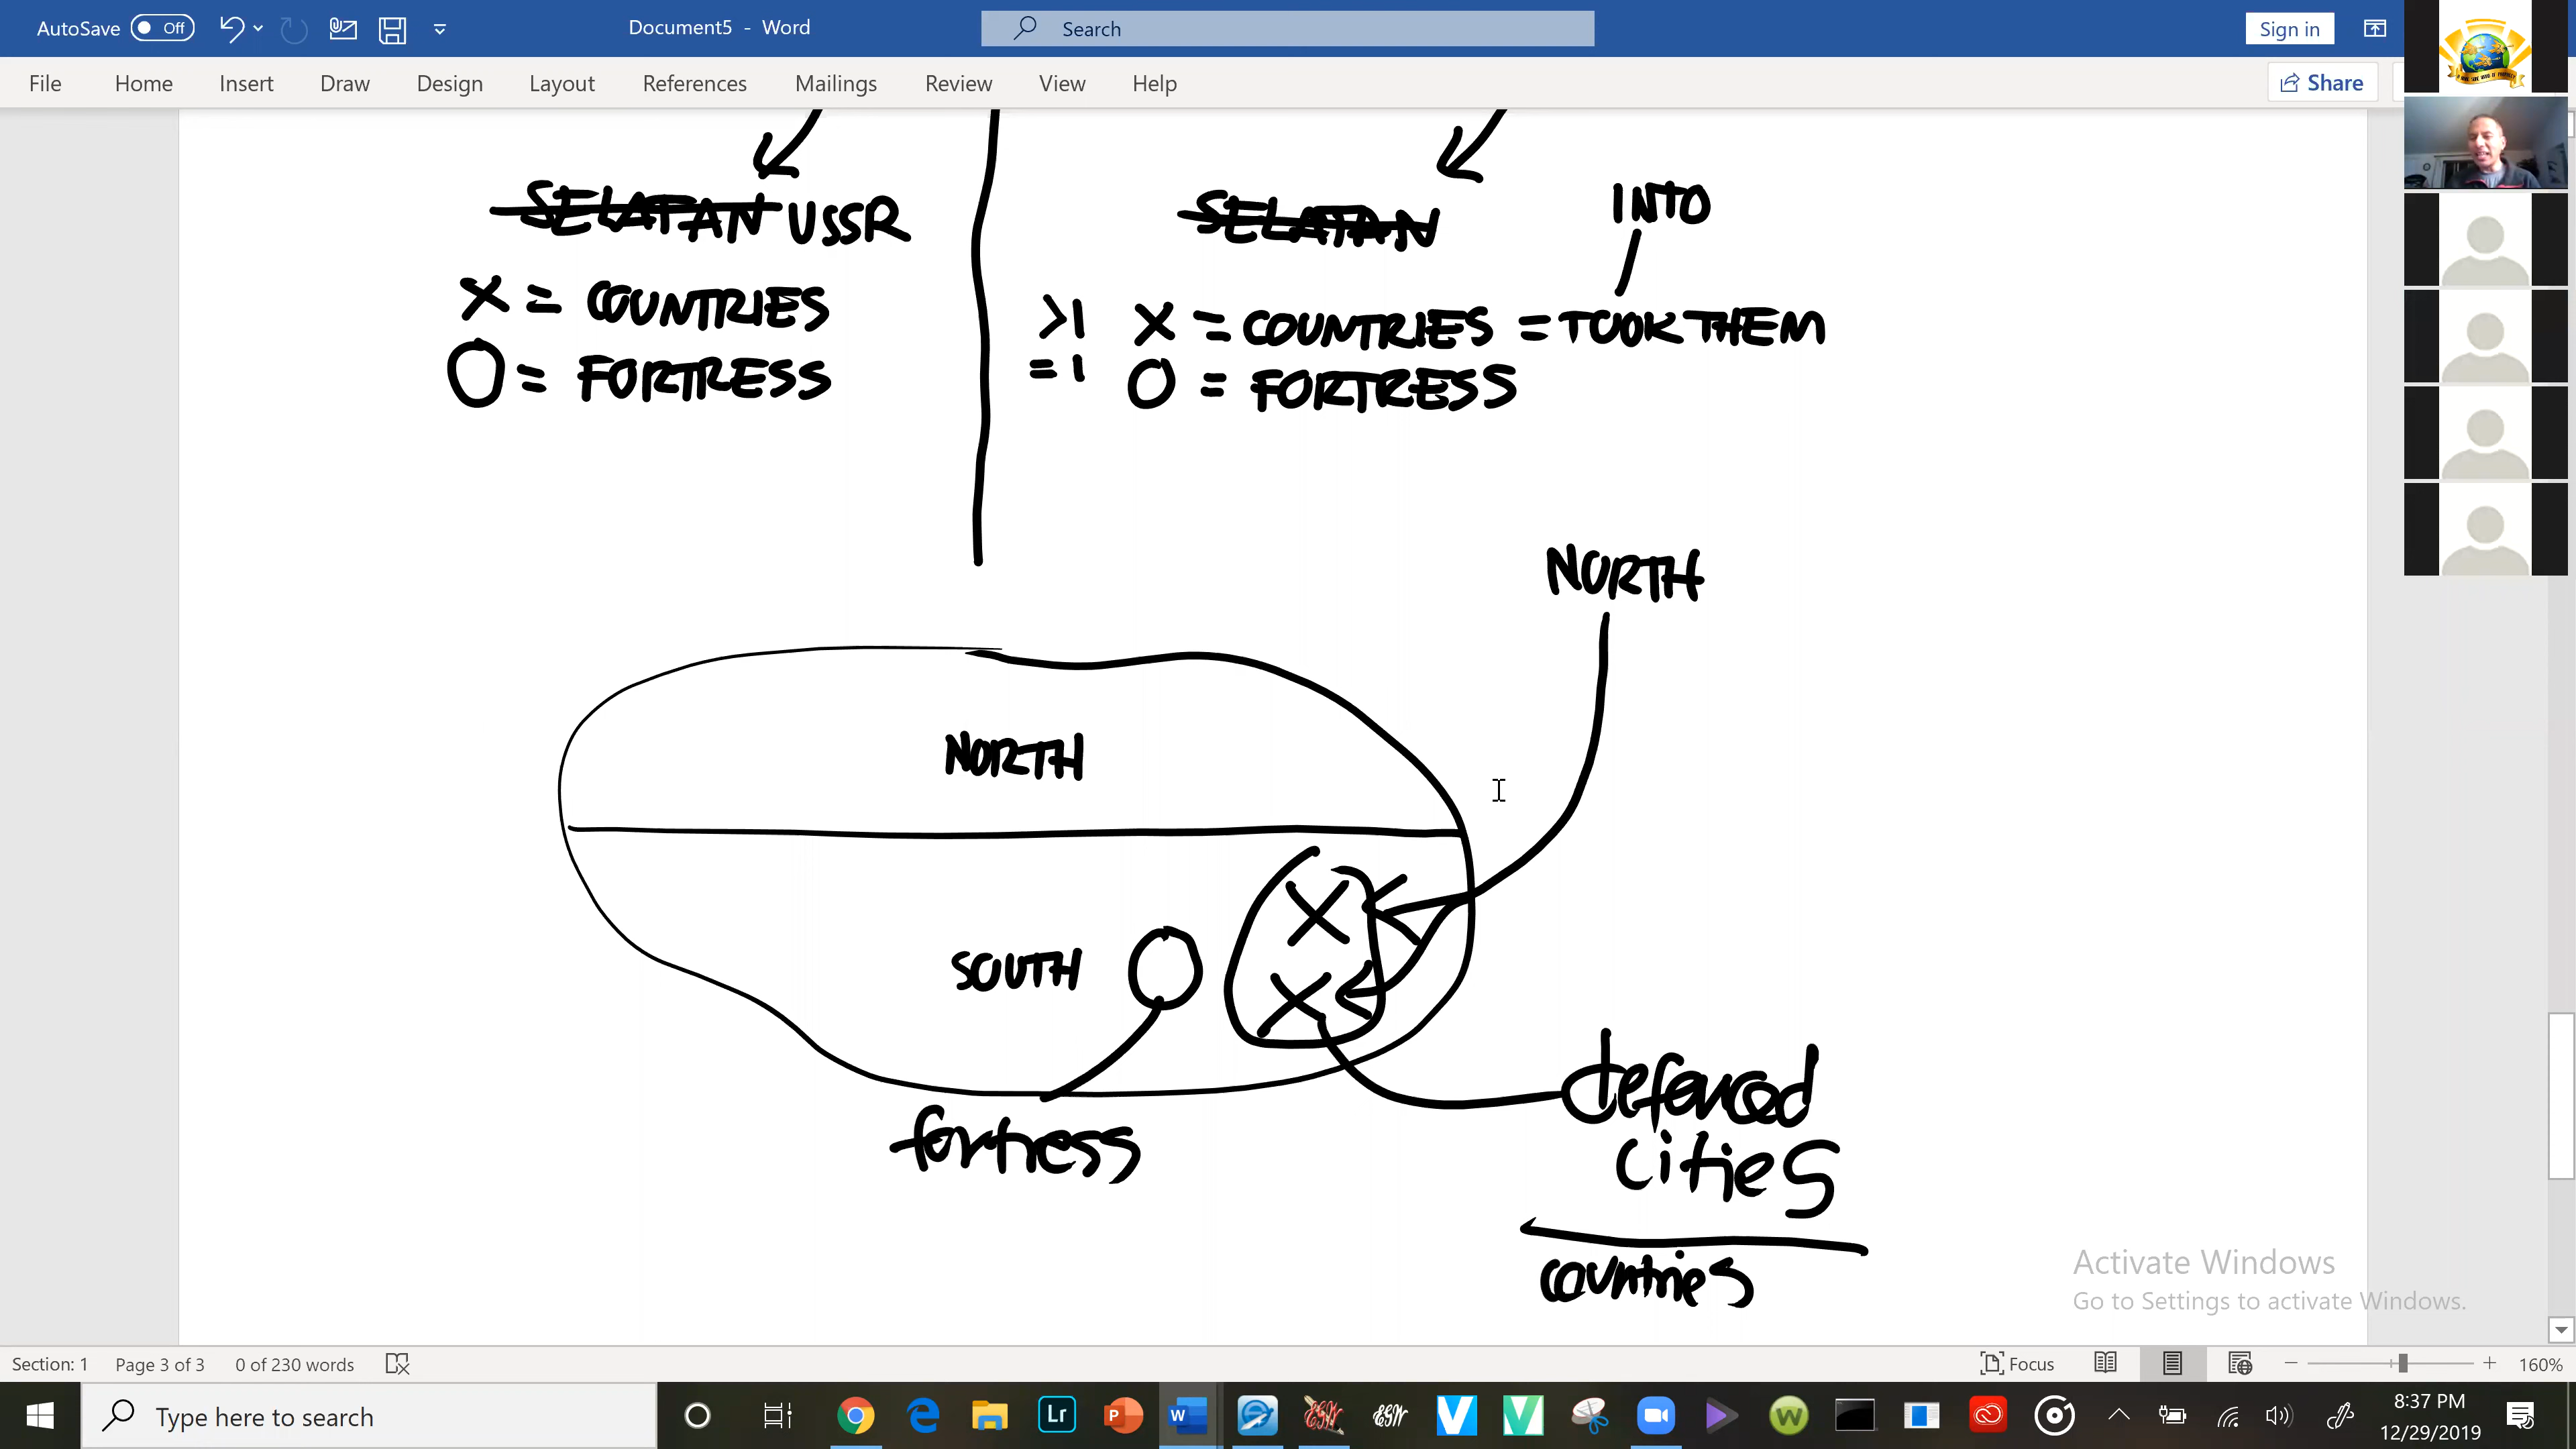 AutoSave Off Document5 - Word Search Sign in
File Home Insert Draw Design Layout References Mailings Review View Help Share
SELATAN USSR
X = COUNTRIES
O = FORTRESS
SELATAN
INTO
>1 X = COUNTRIES = TOOK THEM
=1 O = FORTRESS
NORTH
NORTH
SOUTH
fortress
defenced
cities
countries
Activate Windows
Go to Settings to activate Windows.
Section: 1 Page 3 of 3 0 of 230 words Focus 160%
Type here to search
Lr
P
W
EGW
EGW
V
V
W
8:37 PM
12/29/2019